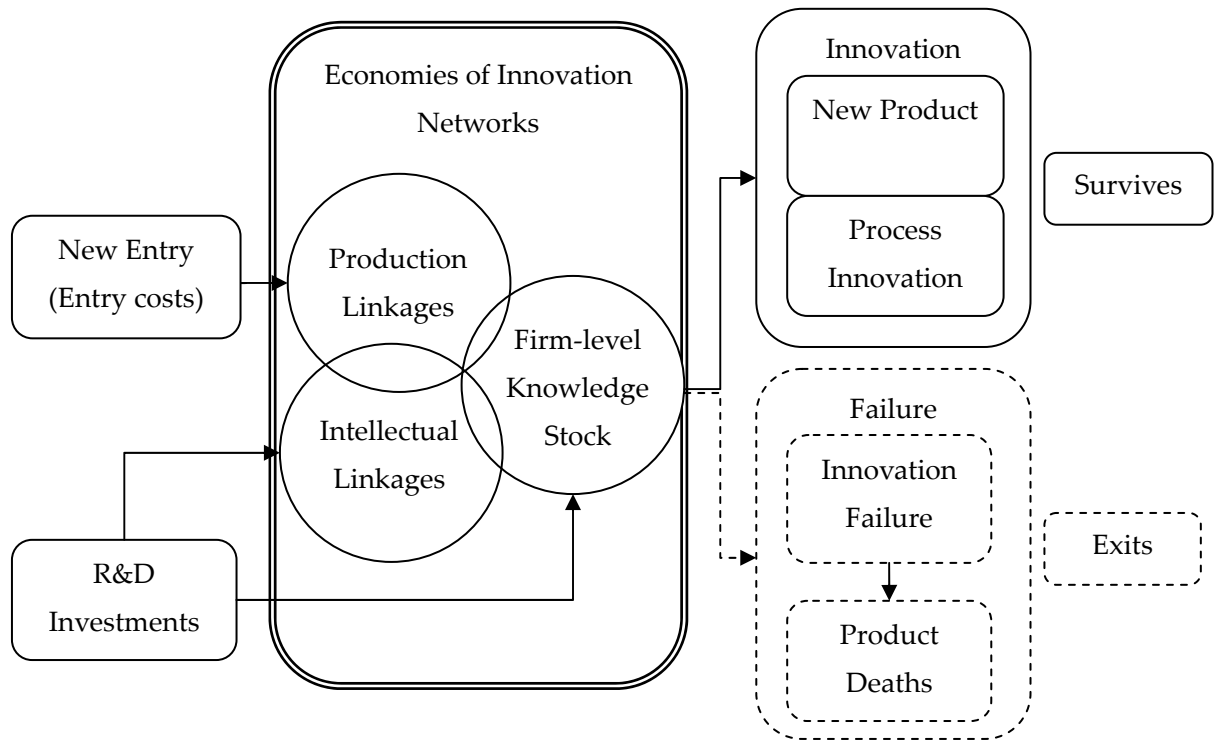 Economies of Innovation
Networks
New Entry
(Entry costs)
R&D
Investments
Production
Linkages
Intellectual
Linkages
Firm-level
Knowledge
Stock
Innovation
New Product
Process
Innovation
Survives
Failure
Innovation
Failure
Product
Deaths
Exits